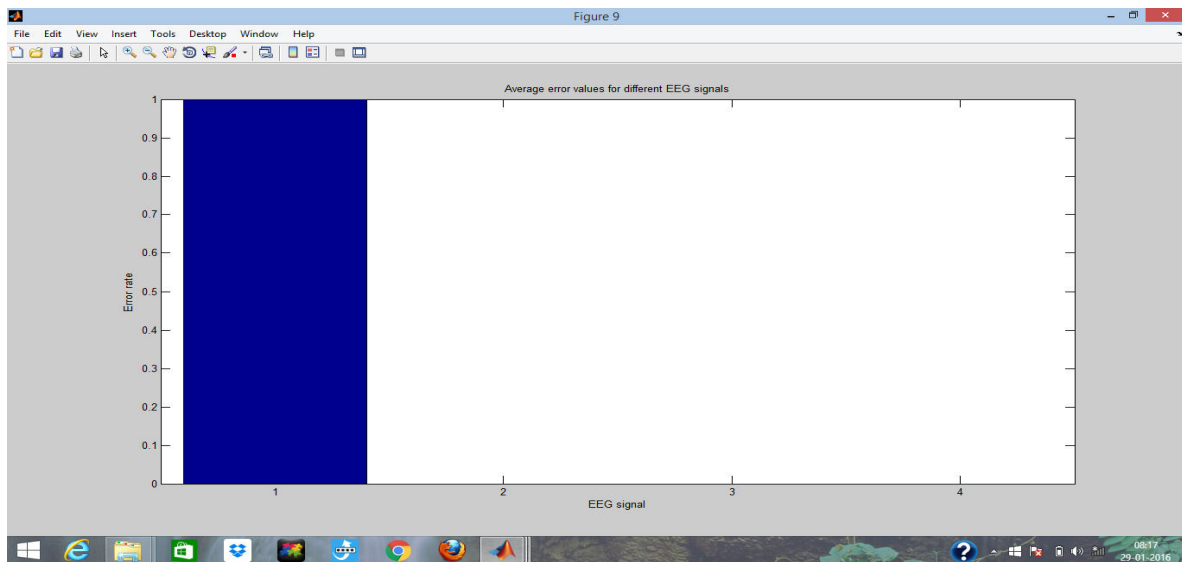 Figure 9
File Edit View Insert Tools Desktop Window Help
Average error values for different EEG signals
1
0.9
0.8
0.7
0.6
0.5
0.4
0.3
0.2
0.1
0
Error rate
1 2 3 4
EEG signal
08:17
29-01-2016